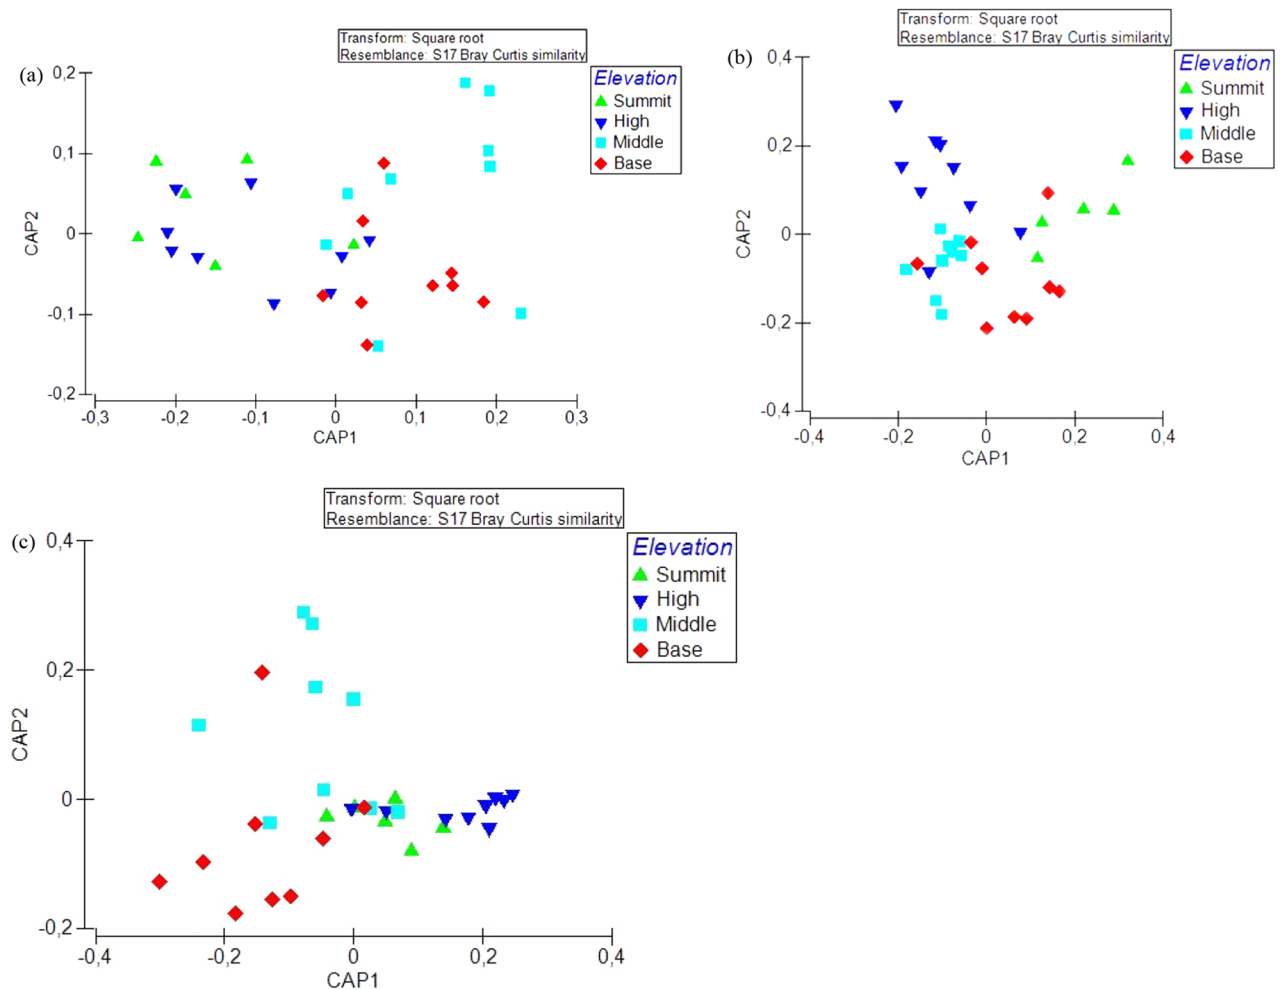 (a)
Transform: Square root
Resemblance: S17 Bray Curtis similarity
Elevation
Summit
High
Middle
Base
0,2
0,1
0
-0,1
-0,2
CAP2
-0,3
-0,2
-0,1
0
0,1
0,2
0,3
CAP1
(b)
Transform: Square root
Resemblance: S17 Bray Curtis similarity
Elevation
Summit
High
Middle
Base
0,4
0,2
0
-0,2
-0,4
CAP2
-0,4
-0,2
0
0,2
0,4
CAP1
(c)
Transform: Square root
Resemblance: S17 Bray Curtis similarity
Elevation
Summit
High
Middle
Base
0,4
0,2
0
-0,2
CAP2
-0,4
-0,2
0
0,2
0,4
CAP1